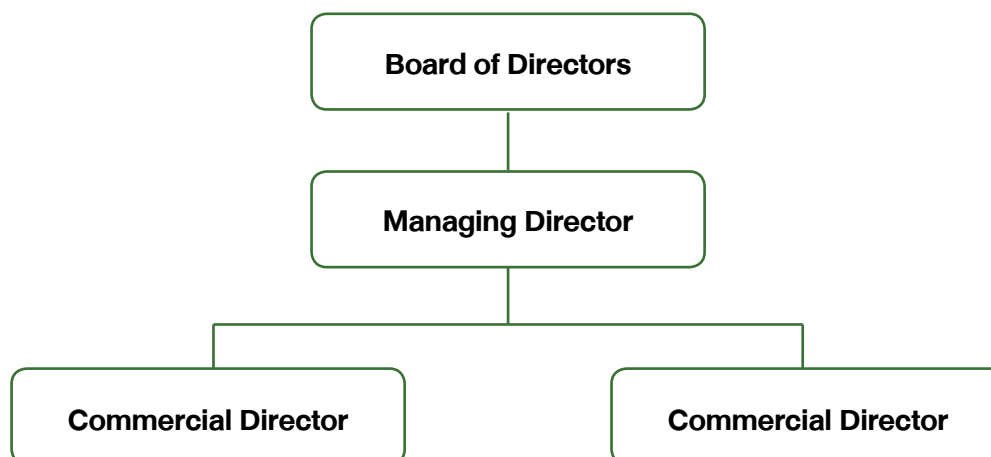 Board of Directors
Managing Director
Commercial Director
Commercial Director